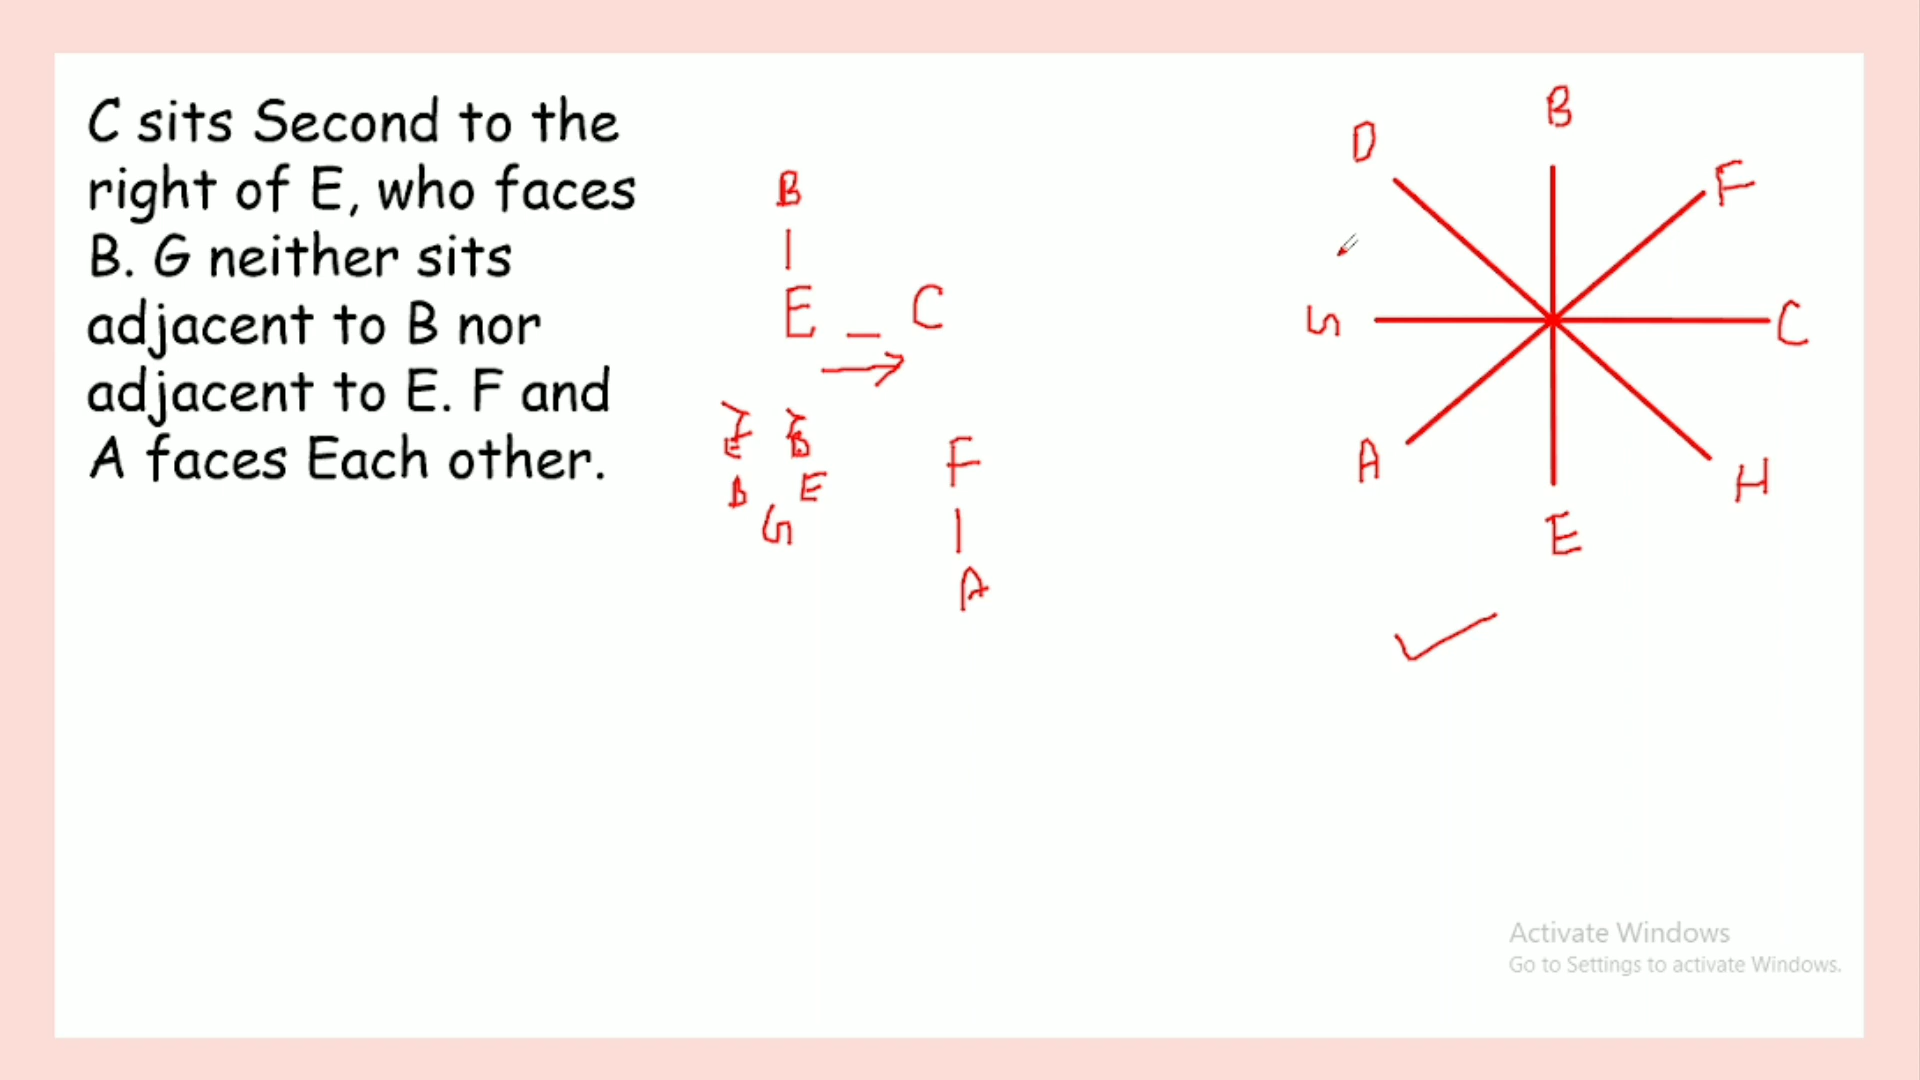 C sits Second to the
right of E, who faces
B. G neither sits
adjacent to B nor
adjacent to E. F and
A faces Each other.
B
E _ C
E B
B E
G
F
A
B
D
F
G
C
A
H
E
Activate Windows
Go to Settings to activate Windows.